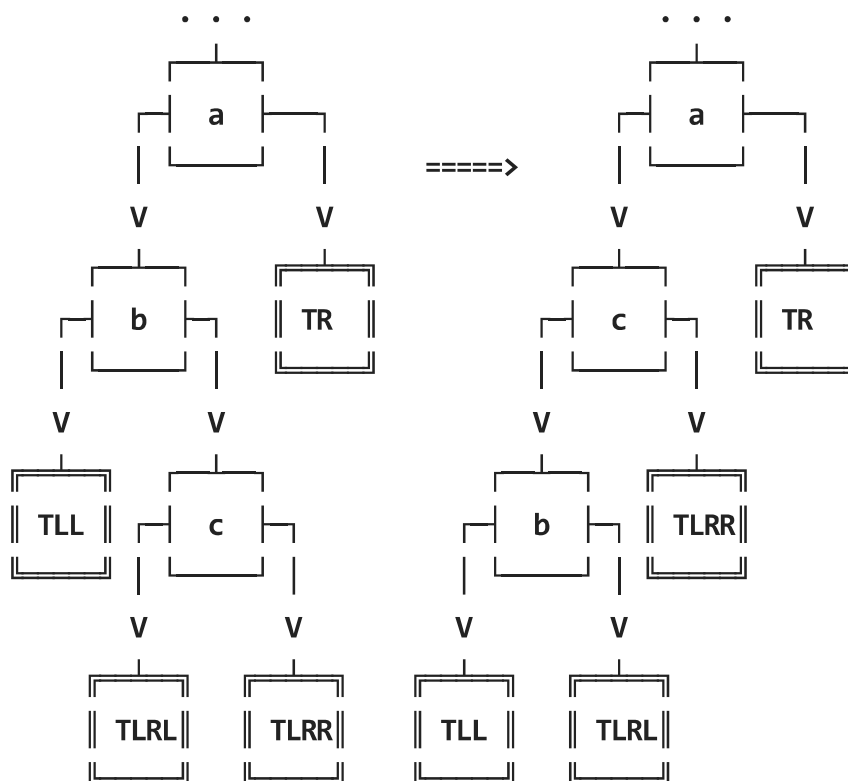 . . . . . .
a a
=====>
V V V V
b TR c TR
V V V V
TLL c b TLRR
V V V V
TLRL TLRR TLL TLRL